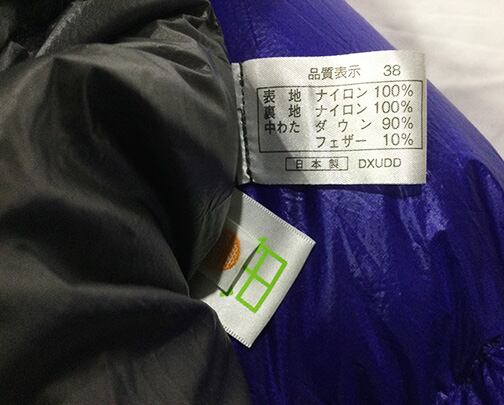 品質表示 38
表地 ナイロン 100%
裏地 ナイロン 100%
中わた ダウン 90%
フェザー 10%
日本製 DXUDD